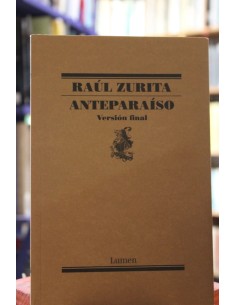 RAÚL ZURITA
ANTEPARAÍSO
Versión final
Lumen